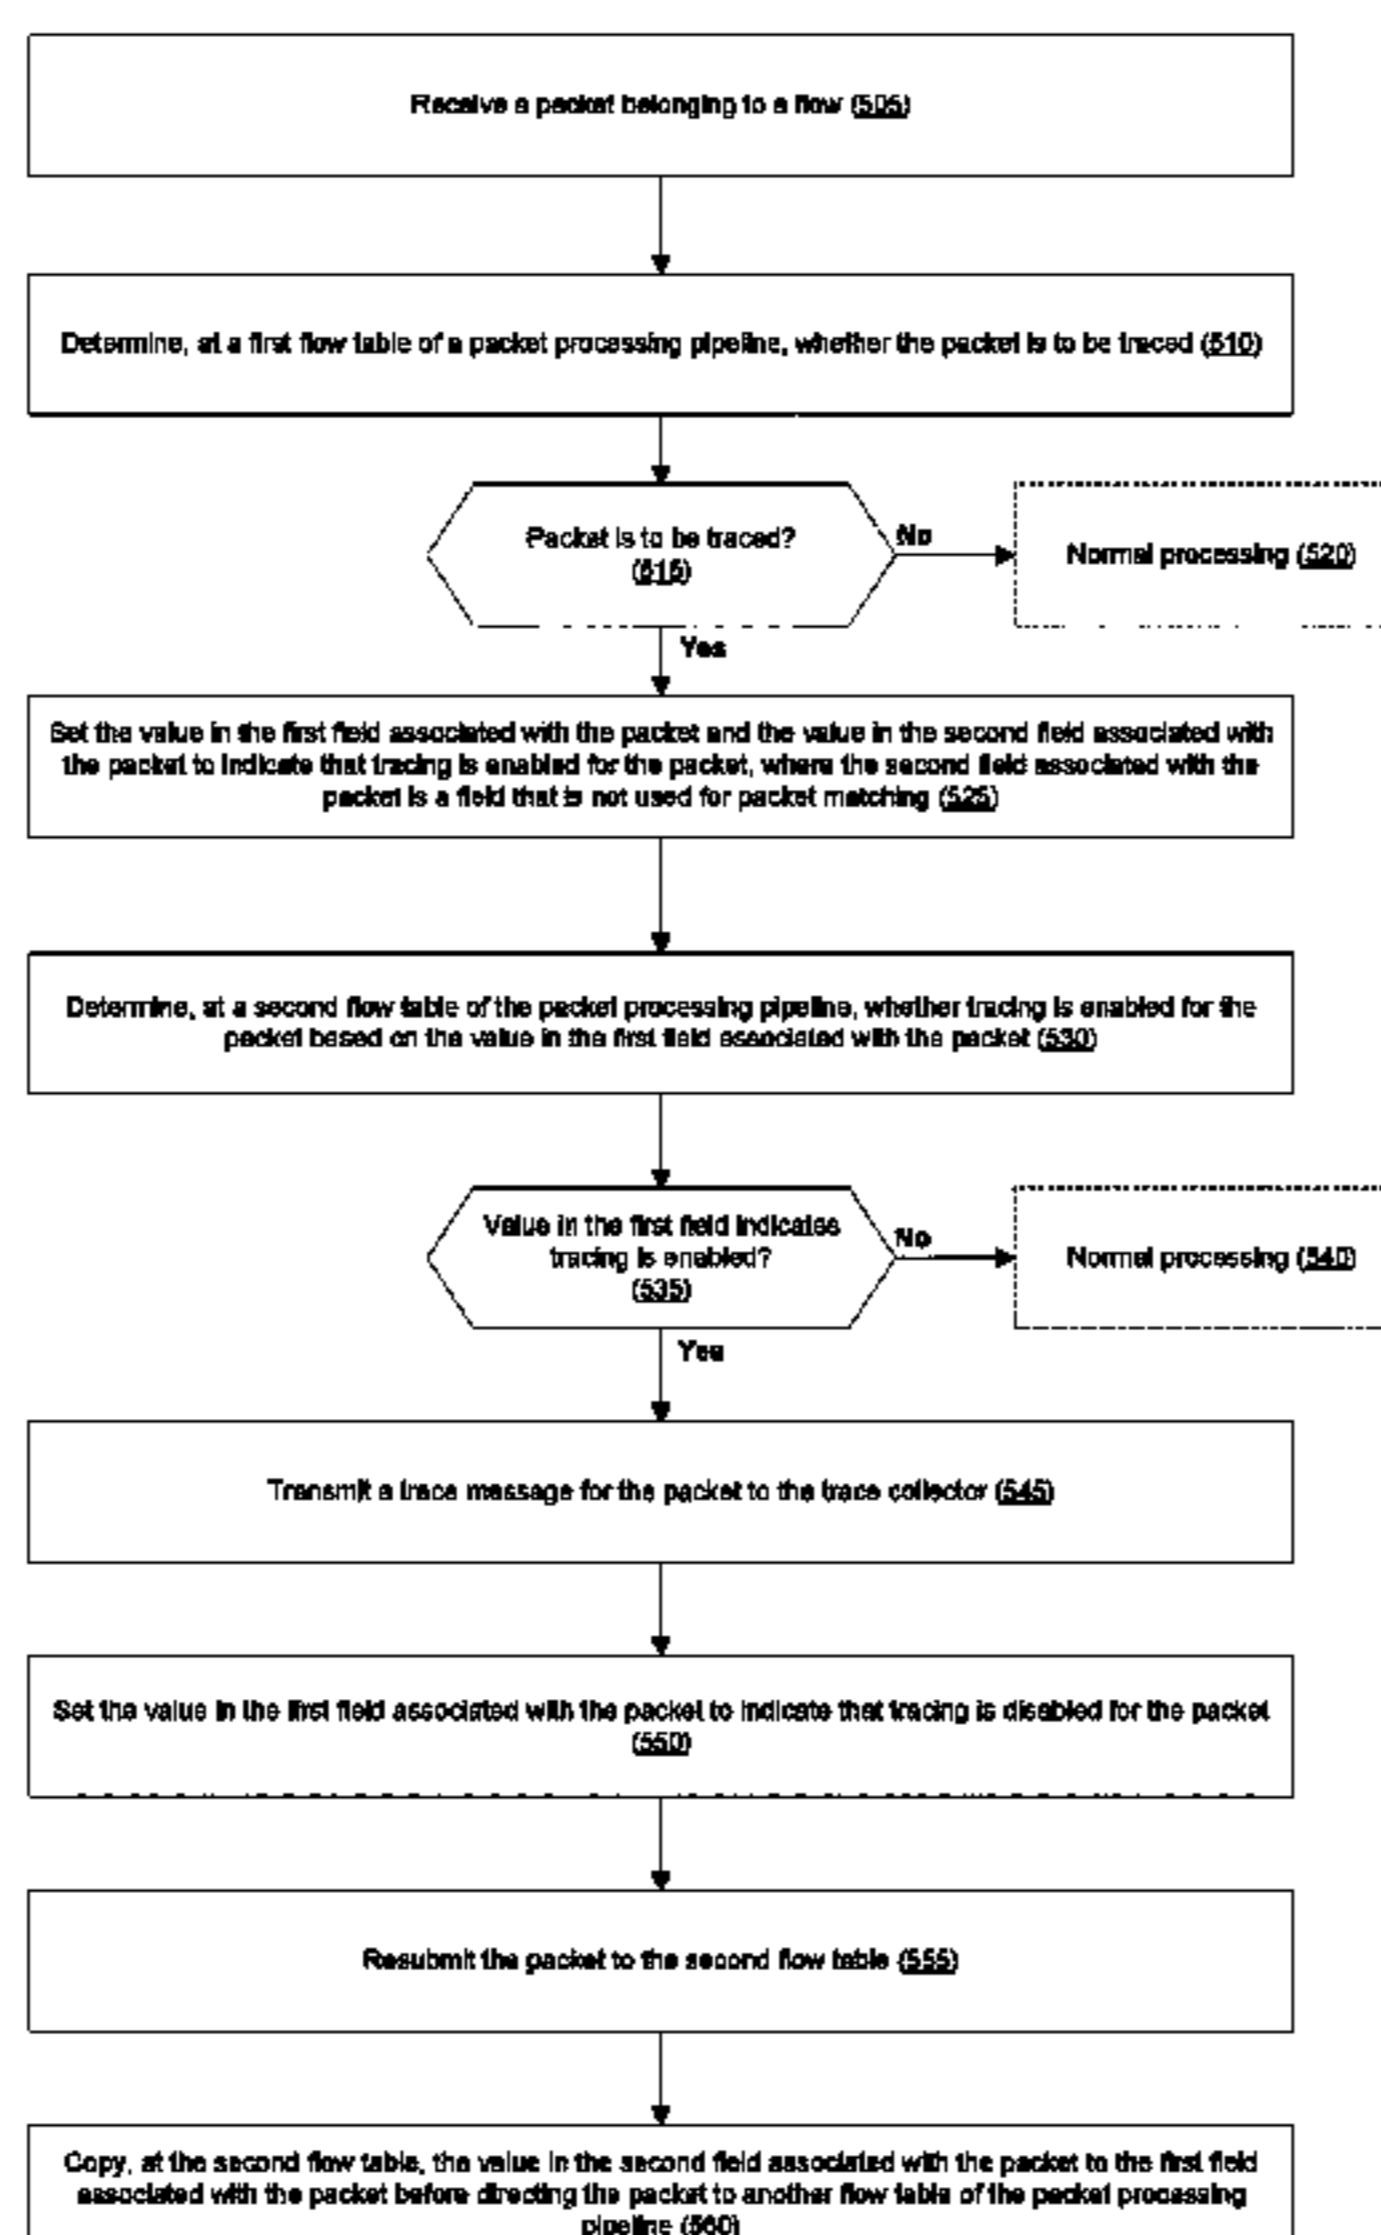 Receive a packet belonging to a flow (505)
Determine, at a first flow table of a packet processing pipeline, whether the packet is to be traced (510)
Packet is to be traced?
(515)
No
Normal processing (520)
Yes
Set the value in the first field associated with the packet and the value in the second field associated with
the packet to indicate that tracing is enabled for the packet, where the second field associated with the
packet is a field that is not used for packet matching (525)
Determine, at a second flow table of the packet processing pipeline, whether tracing is enabled for the
packet based on the value in the first field associated with the packet (530)
Value in the first field indicates
tracing is enabled?
(535)
No
Normal processing (540)
Yes
Transmit a trace message for the packet to the trace collector (545)
Set the value in the first field associated with the packet to indicate that tracing is disabled for the packet
(550)
Resubmit the packet to the second flow table (555)
Copy, at the second flow table, the value in the second field associated with the packet to the first field
associated with the packet before directing the packet to another flow table of the packet processing
pipeline (560)